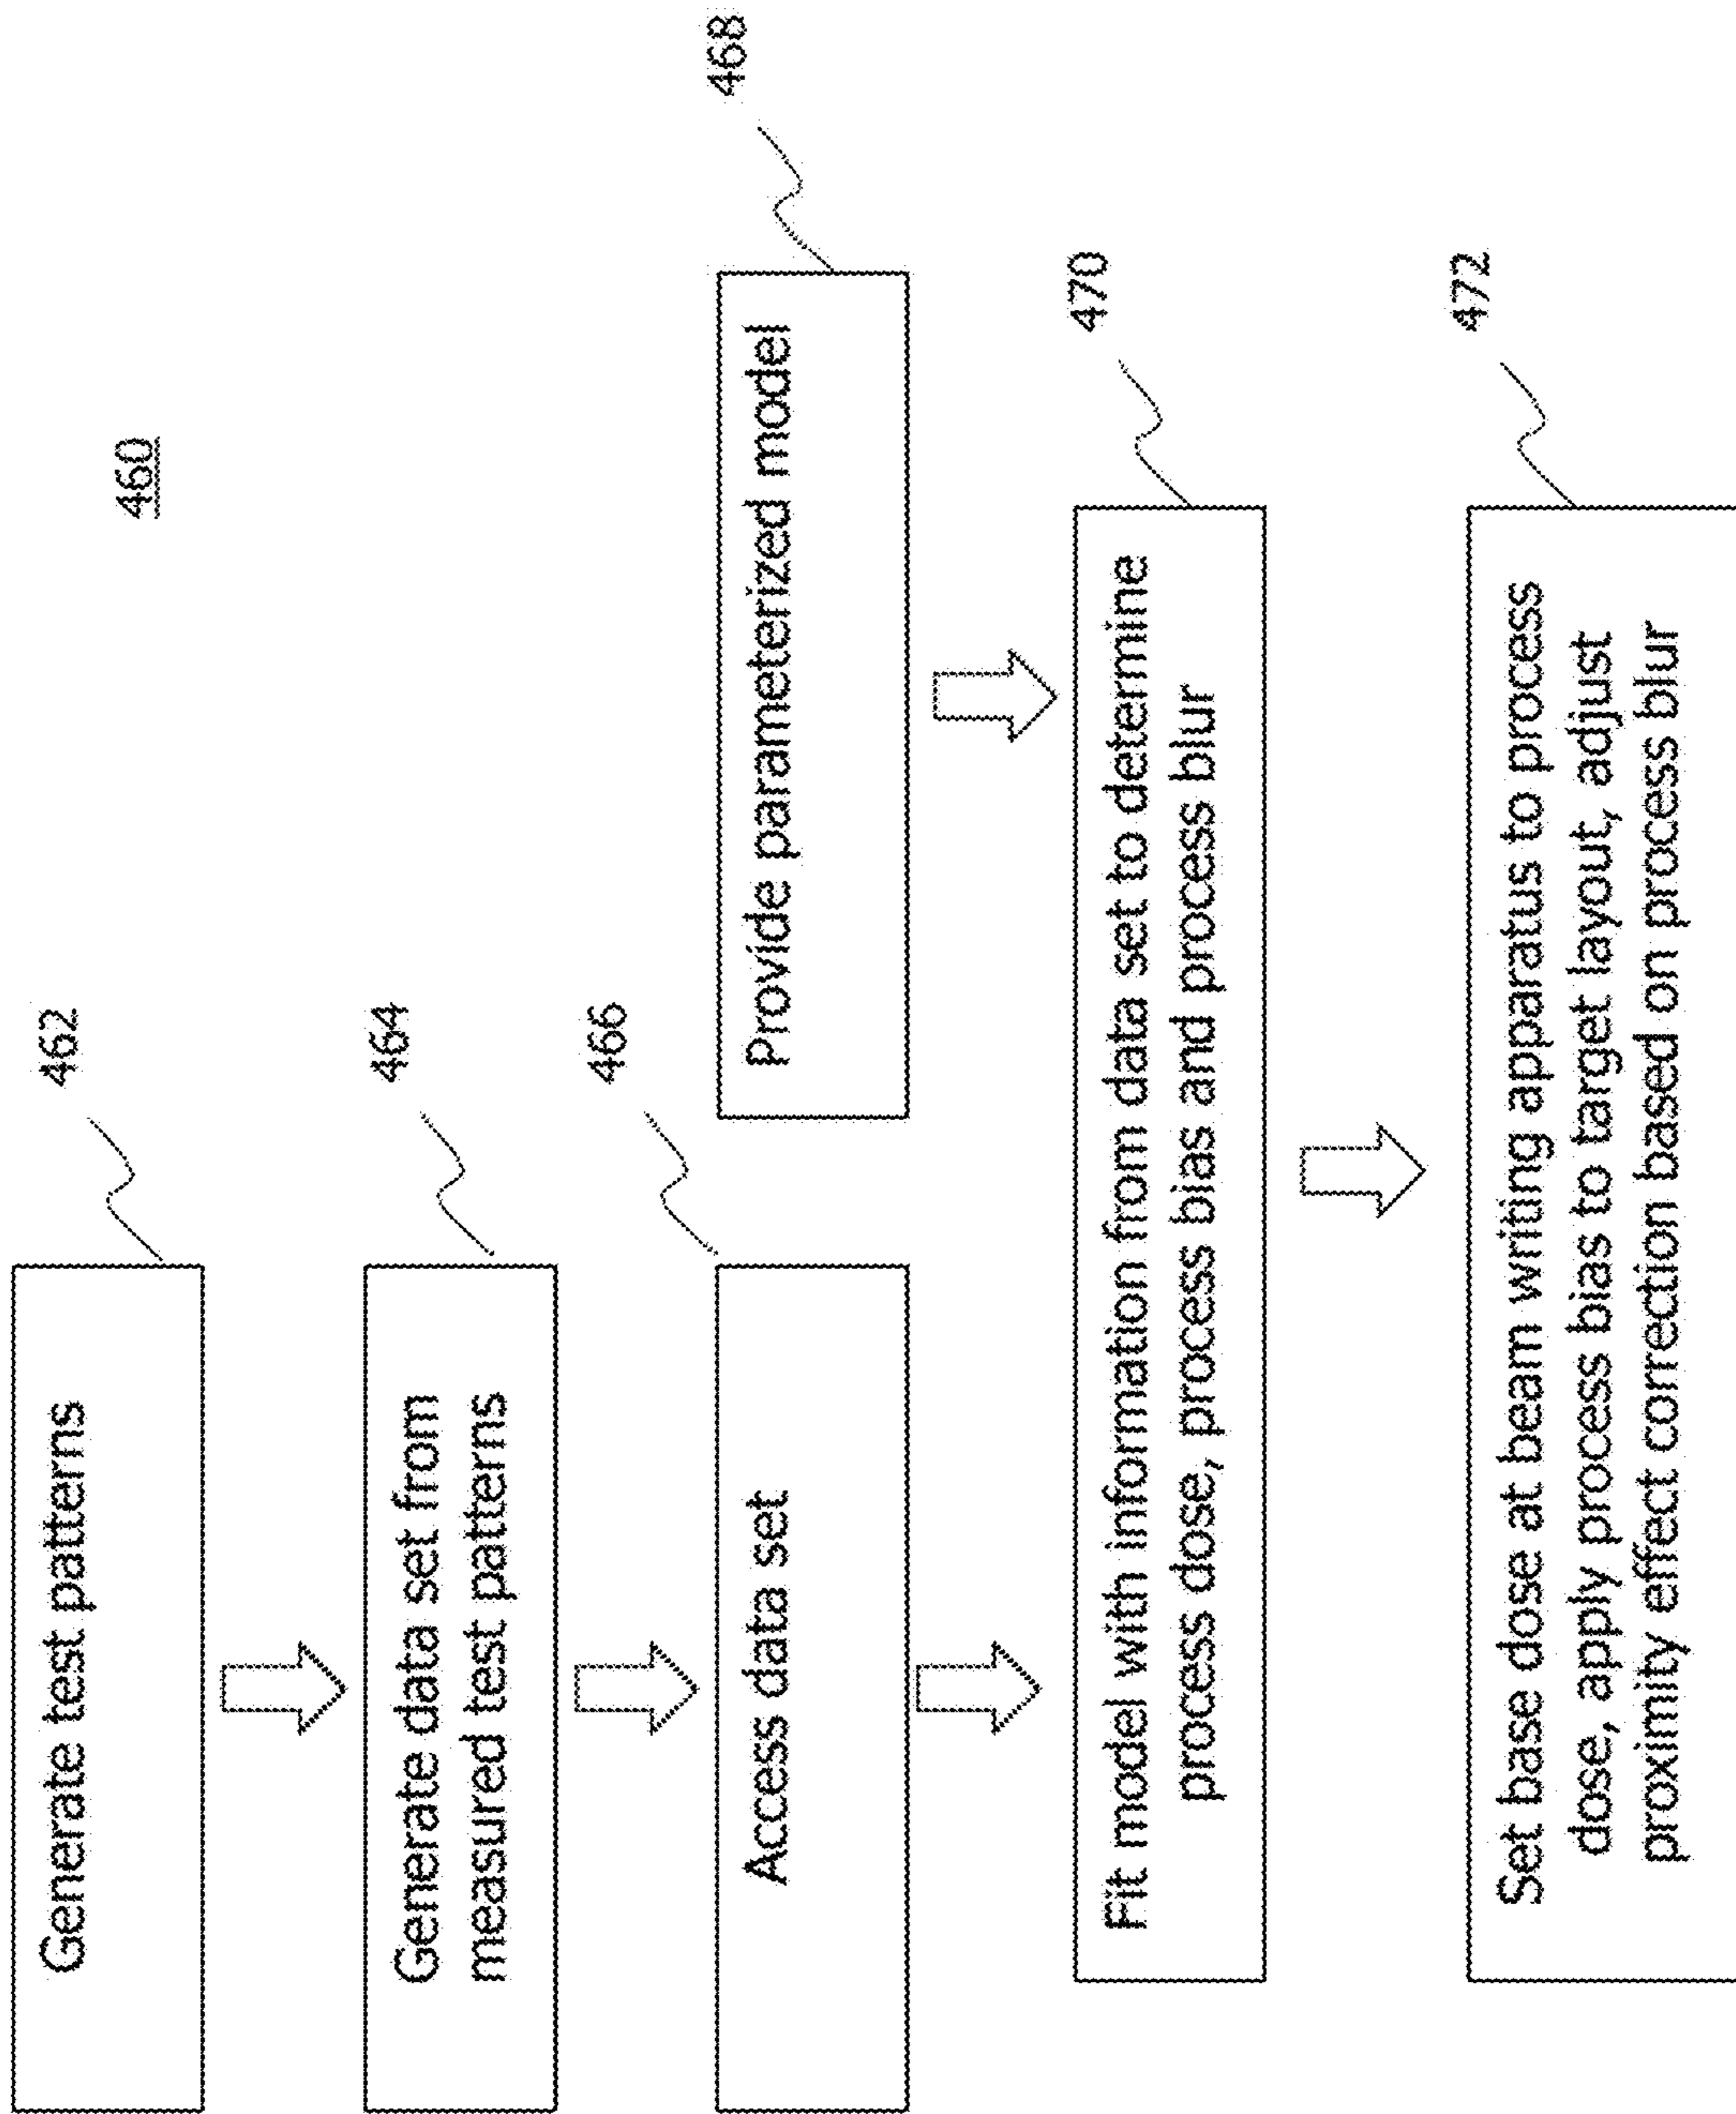 460
Generate test patterns
462
Generate data set from
measured test patterns
464
Access data set
466
Provide parameterized model
468
Fit model with information from data set to determine
process dose, process bias and process blur
470
Set base dose at beam writing apparatus to process
dose, apply process bias to target layout, adjust
proximity effect correction based on process blur
472